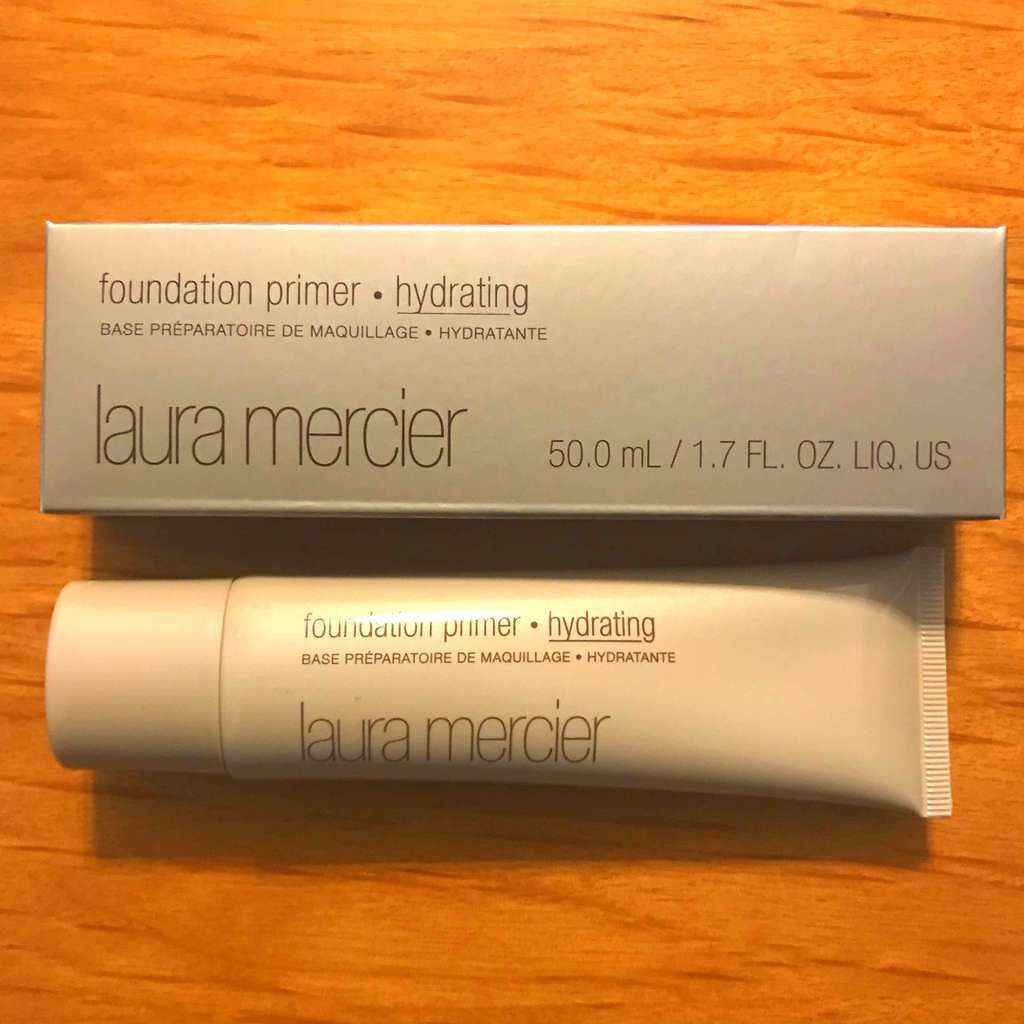 foundation primer • hydrating
BASE PRÉPARATOIRE DE MAQUILLAGE • HYDRATANTE
laura mercier
50.0 mL / 1.7 FL. OZ. LIQ. US
foundation primer • hydrating
BASE PRÉPARATOIRE DE MAQUILLAGE • HYDRATANTE
laura mercier